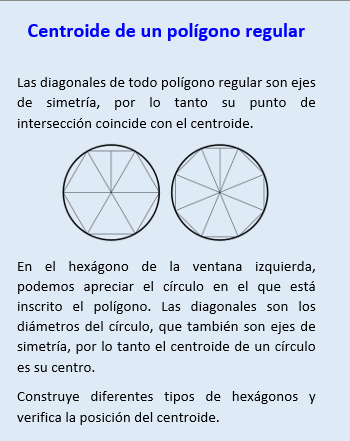 Centroide de un polígono regular
Las diagonales de todo polígono regular son ejes
de simetría, por lo tanto su punto de
intersección coincide con el centroide.
En el hexágono de la ventana izquierda,
podemos apreciar el círculo en el que está
inscrito el polígono. Las diagonales son los
diámetros del círculo, que también son ejes de
simetría, por lo tanto el centroide de un círculo
es su centro.
Construye diferentes tipos de hexágonos y
verifica la posición del centroide.